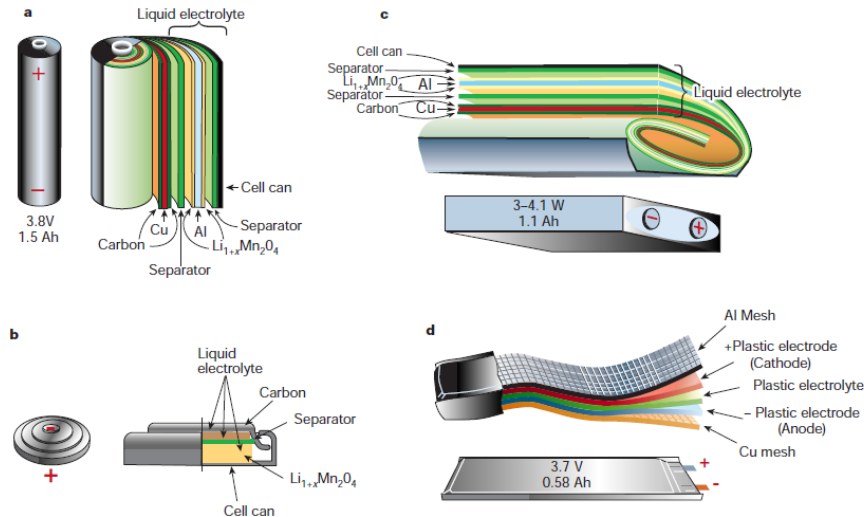 a
Liquid electrolyte
+
−
3.8V
1.5 Ah
Cell can
Separator
Li1+xMn2O4
Al
Cu
Carbon
Separator
c
Cell can
Separator
Li1+xMn2O4
Al
Separator
Carbon
Cu
Liquid electrolyte
3–4.1 W
1.1 Ah
−
+
b
−
+
Liquid
electrolyte
Carbon
Separator
Li1+xMn2O4
Cell can
d
Al Mesh
+Plastic electrode
(Cathode)
Plastic electrolyte
− Plastic electrode
(Anode)
Cu mesh
3.7 V
0.58 Ah
+
-